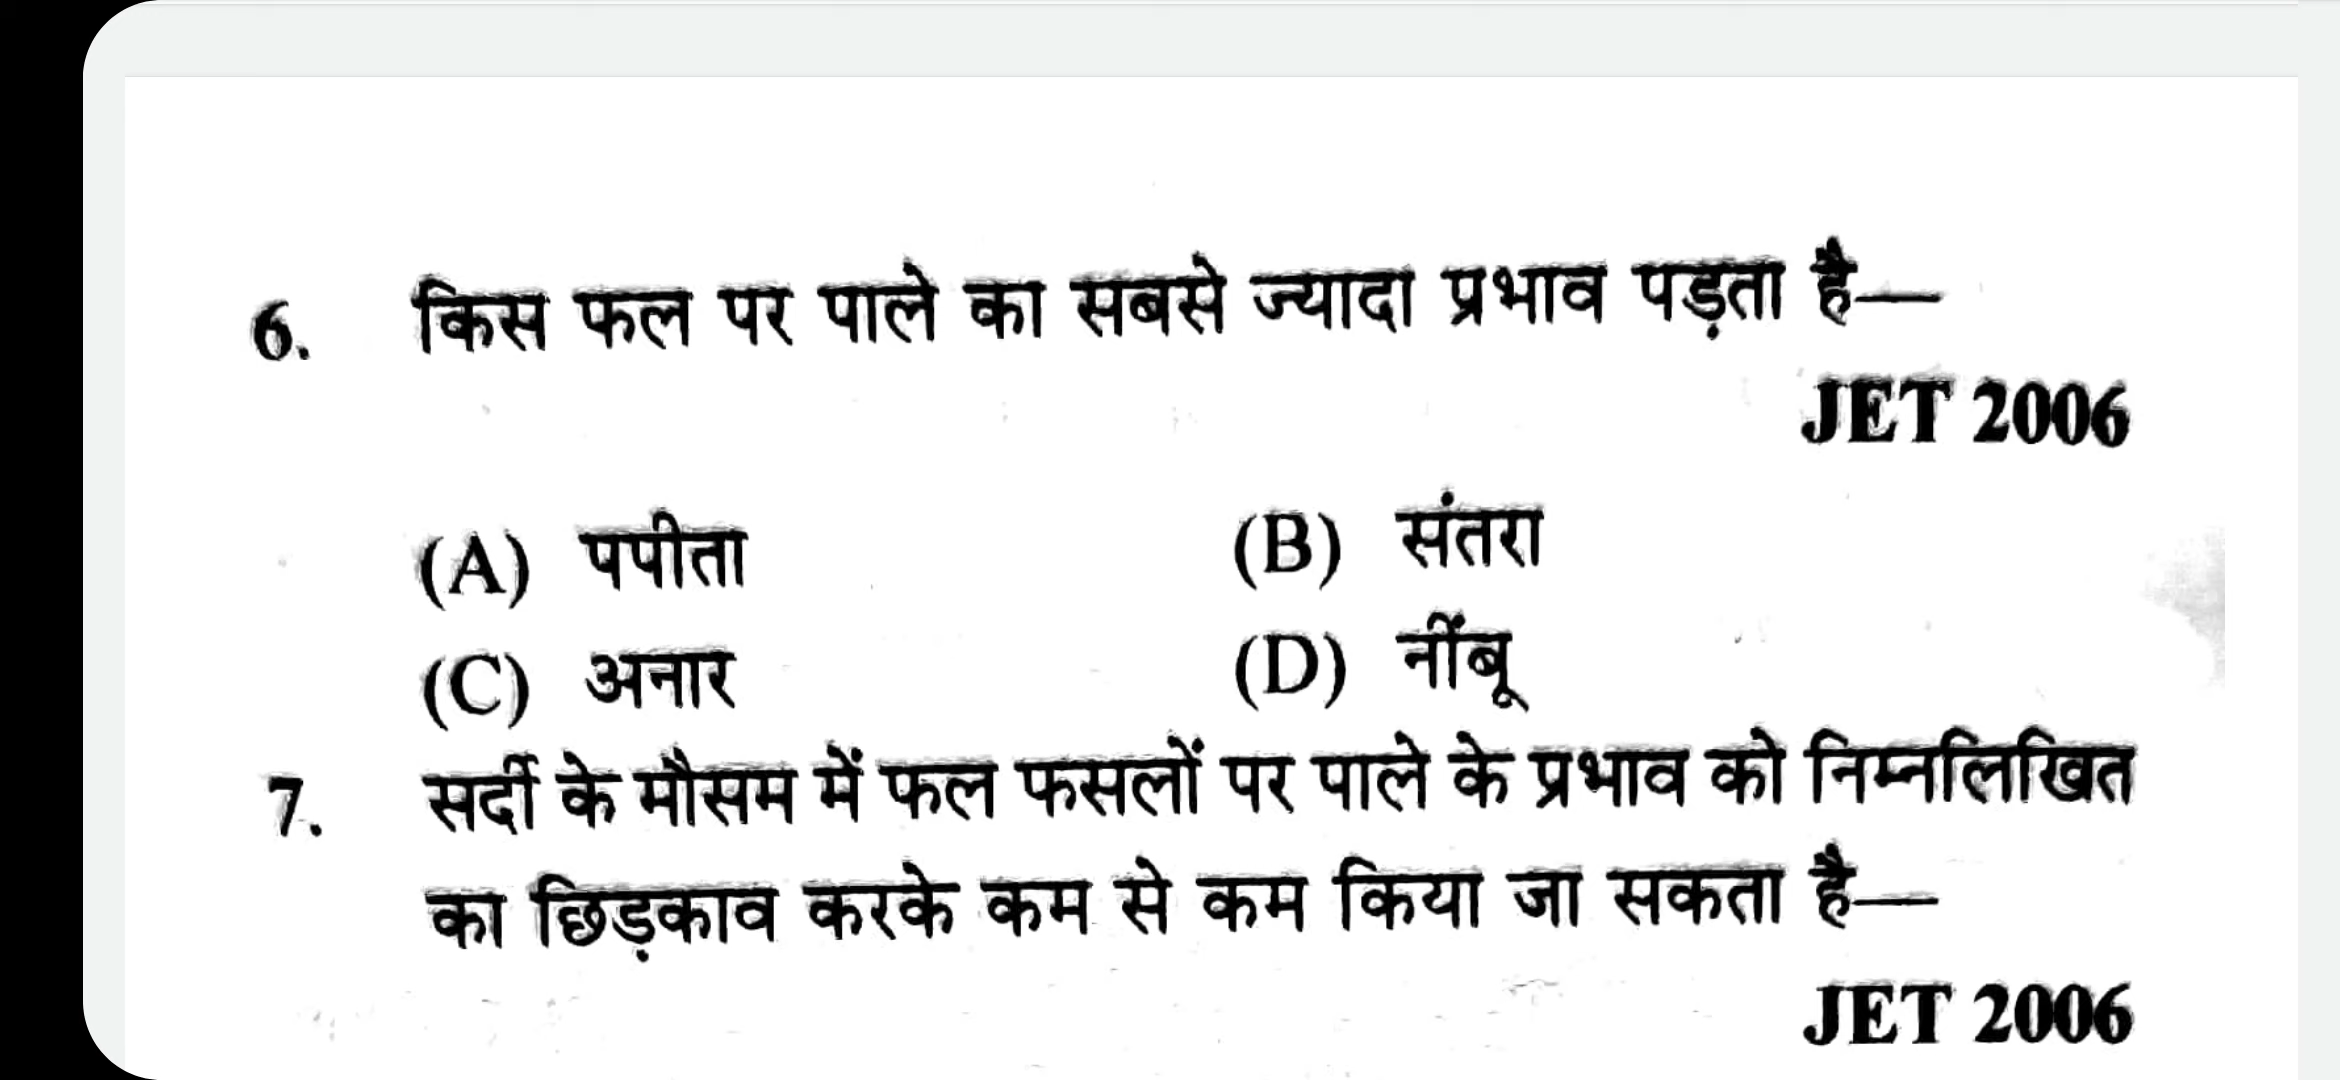 6. किस फल पर पाले का सबसे ज्यादा प्रभाव पड़ता है—
JET 2006
(A) पपीता (B) संतरा
(C) अनार (D) नींबू
7. सर्दी के मौसम में फल फसलों पर पाले के प्रभाव को निम्नलिखित
का छिड़काव करके कम से कम किया जा सकता है—
JET 2006